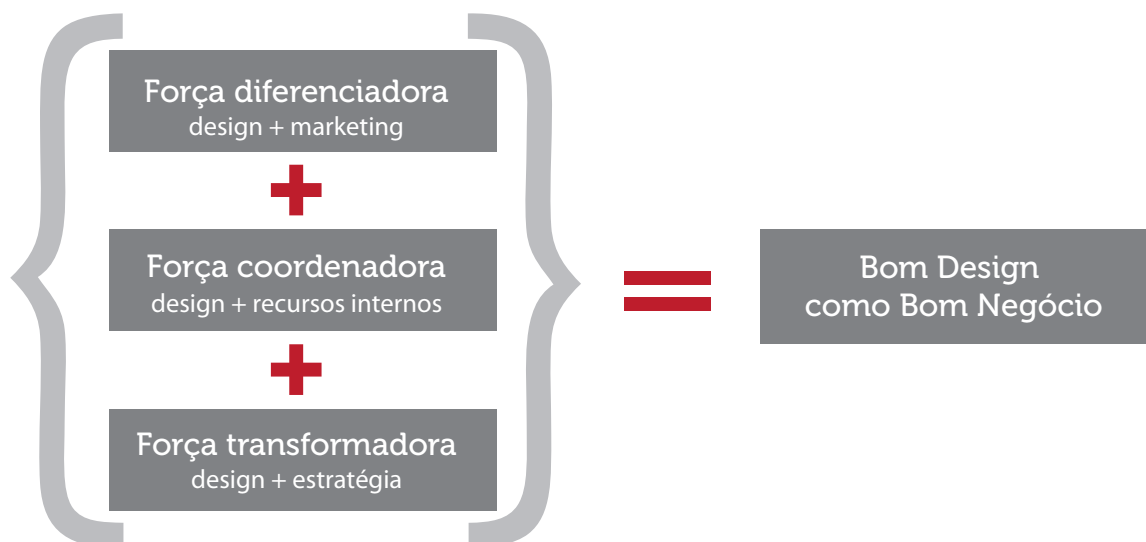 Força diferenciadora
design + marketing
+
Força coordenadora
design + recursos internos
+
Força transformadora
design + estratégia
=
Bom Design
como Bom Negócio